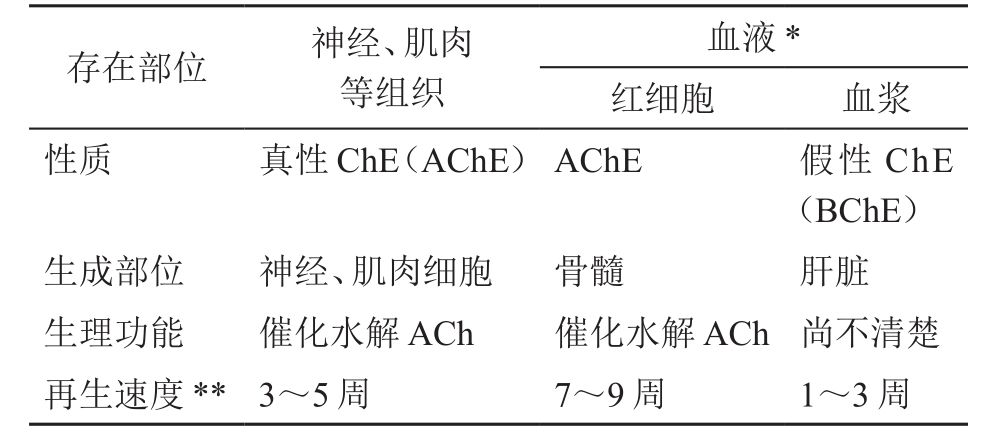 存在部位 神经、肌肉等组织 血液*
红细胞 血浆
性质 真性 ChE(AChE) AChE 假性 ChE(BChE)
生成部位 神经、肌肉细胞 骨髓 肝脏
生理功能 催化水解 ACh 催化水解 ACh 尚不清楚
再生速度** 3～5 周 7～9 周 1～3 周